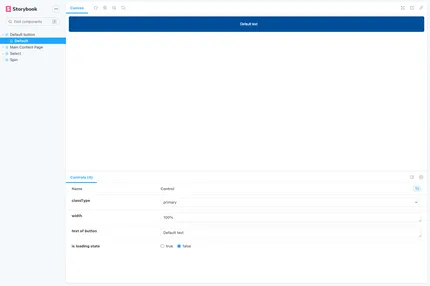 Storybook
Find components
Default button
Default
Main Content Page
Select
Spin
Canvas
Default text
Controls (4)
Name Control
classType primary
width 100%
text of button Default text
is loading state true false